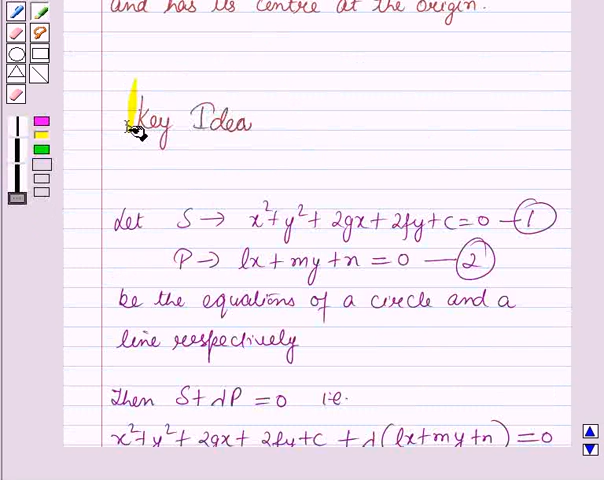 and has its centre at the origin.
Key Idea
Let S → x²+y²+2gx+2fy+c=0 — 1
P → lx+my+n=0 — 2
be the equations of a circle and a
line respectively
Then S+λP=0 i.e.
x²+y²+2gx+2fy+c+λ(lx+my+n)=0